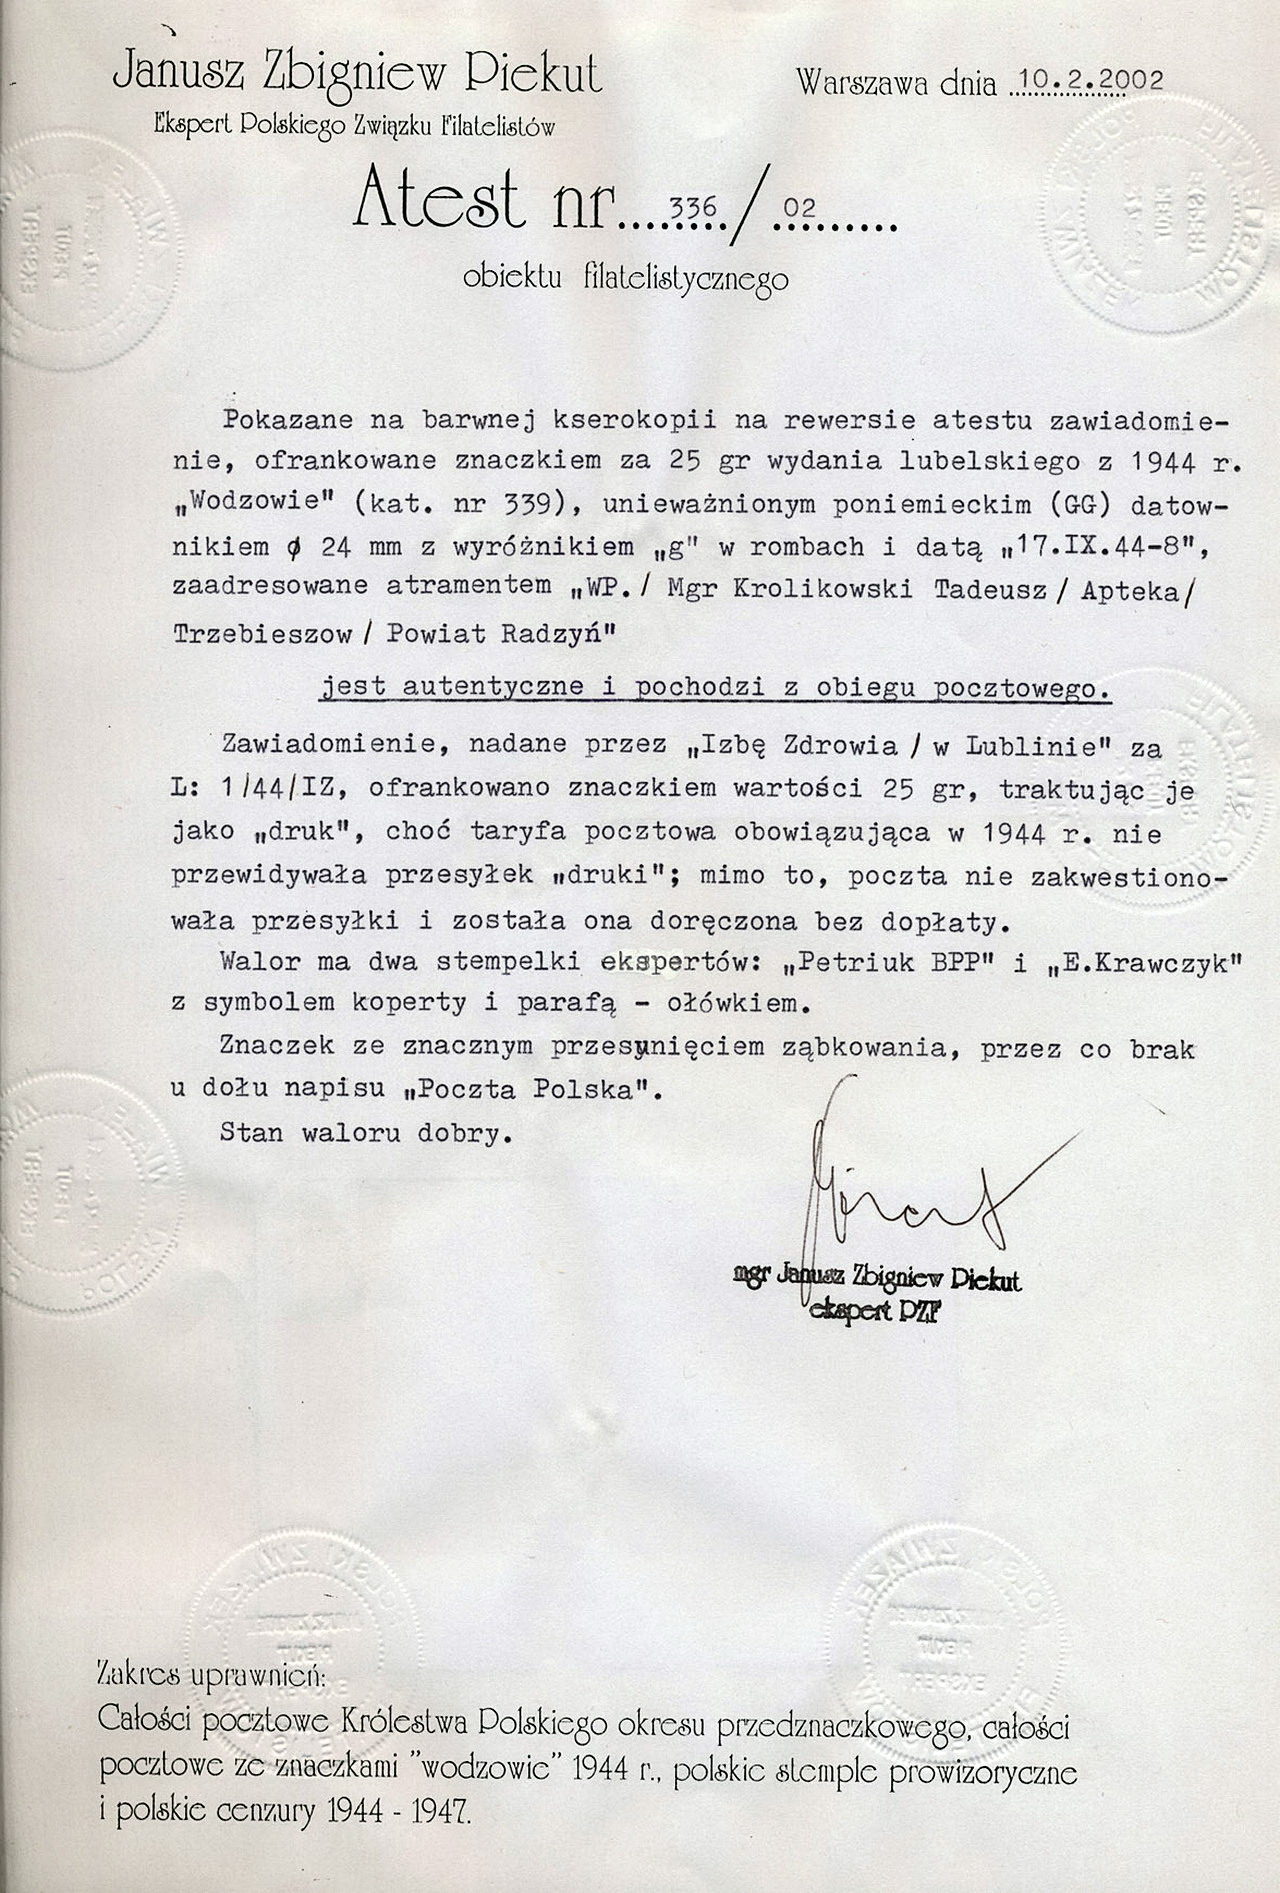 Janusz Zbigniew Piekut
Ekspert Polskiego Związku Filatelistów
Warszawa dnia 10.2.2002
Atest nr....336/.02.......
obiektu filatelistycznego
Pokazane na barwnej kserokopii na rewersie atestu zawiadomie-
nie, ofrankowane znaczkiem za 25 gr wydania lubelskiego z 1944 r.
„Wodzowie" (kat. nr 339), unieważnionym poniemieckim (GG) datow-
nikiem ϕ 24 mm z wyróżnikiem „g" w rombach i datą „17.IX.44-8",
zaadresowane atramentem „WP./ Mgr Krolikowski Tadeusz/ Apteka/
Trzebieszow/ Powiat Radzyń"
jest autentyczne i pochodzi z obiegu pocztowego.
Zawiadomienie, nadane przez „Izbę Zdrowia/ w Lublinie" za
L: 1/44/IZ, ofrankowano znaczkiem wartości 25 gr, traktując je
jako „druk", choć taryfa pocztowa obowiązująca w 1944 r. nie
przewidywała przesyłek „druki"; mimo to, poczta nie zakwestiono-
wała przesyłki i została ona doręczona bez dopłaty.
Walor ma dwa stempelki ekspertów: „Petriuk BPP" i „E.Krawczyk"
z symbolem koperty i parafą - ołówkiem.
Znaczek ze znacznym przesunięciem ząbkowania, przez co brak
u dołu napisu „Poczta Polska".
Stan waloru dobry.
mgr Janusz Zbigniew Piekut
ekspert PZF
Zakres uprawnień:
Całości pocztowe Królestwa Polskiego okresu przedznaczkowego, całości
pocztowe ze znaczkami "wodzowie" 1944 r., polskie stemple prowizoryczne
i polskie cenzury 1944 - 1947.